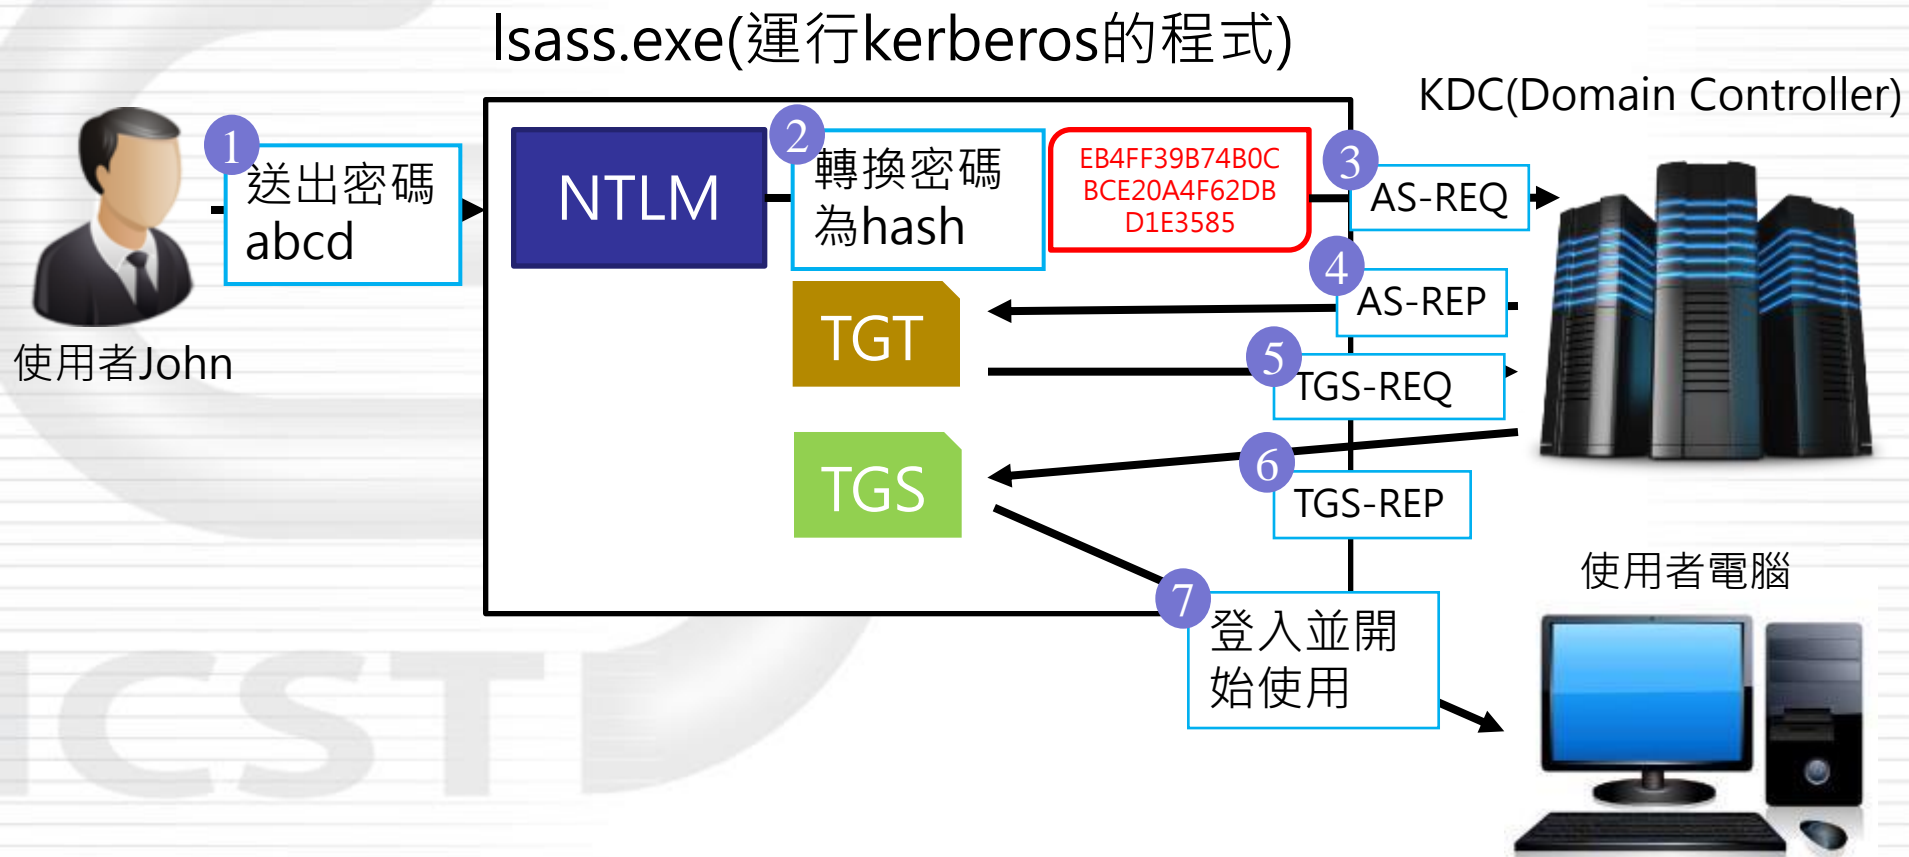 lsass.exe(運行kerberos的程式)
KDC(Domain Controller)
1
送出密碼
abcd
使用者John
NTLM
2
轉換密碼
為hash
EB4FF39B74B0C
BCE20A4F62DB
D1E3585
3
AS-REQ
4
AS-REP
TGT
5
TGS-REQ
TGS
6
TGS-REP
7
登入並開
始使用
使用者電腦
ICST